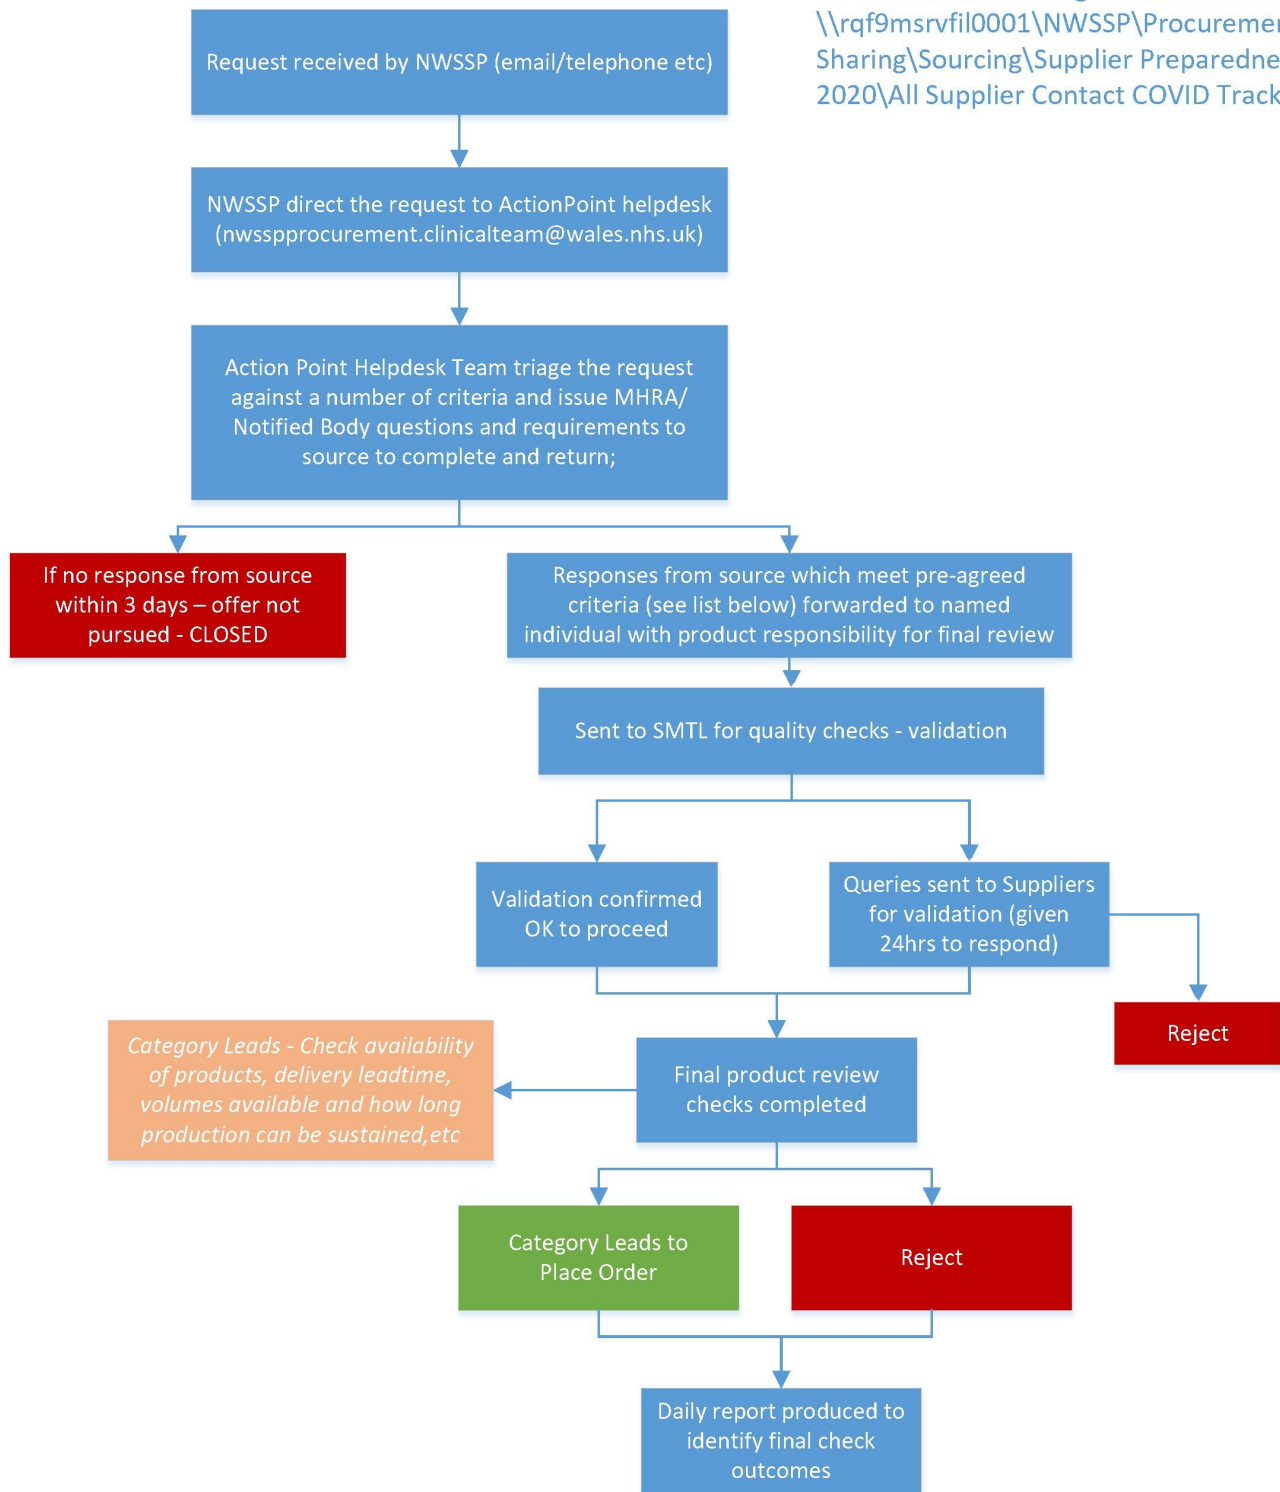 \\rqf9msrvfil0001\NWSSP\Procuremen
Sharing\Sourcing\Supplier Preparedne
2020\All Supplier Contact COVID Track
Request received by NWSSP (email/telephone etc)
NWSSP direct the request to ActionPoint helpdesk
(nwsspprocurement.clinicalteam@wales.nhs.uk)
Action Point Helpdesk Team triage the request
against a number of criteria and issue MHRA/
Notified Body questions and requirements to
source to complete and return;
If no response from source
within 3 days – offer not
pursued - CLOSED
Responses from source which meet pre-agreed
criteria (see list below) forwarded to named
individual with product responsibility for final review
Sent to SMTL for quality checks - validation
Validation confirmed
OK to proceed
Queries sent to Suppliers
for validation (given
24hrs to respond)
Reject
Category Leads - Check availability
of products, delivery leadtime,
volumes available and how long
production can be sustained,etc
Final product review
checks completed
Category Leads to
Place Order
Reject
Daily report produced to
identify final check
outcomes